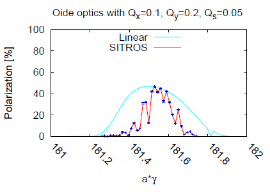 Oide optics with Qx=0.1, Qy=0.2, Qs=0.05
Linear
SITROS
Polarization [%]
100
80
60
40
20
0
181
181.2
181.4
181.6
181.8
182
a*γ